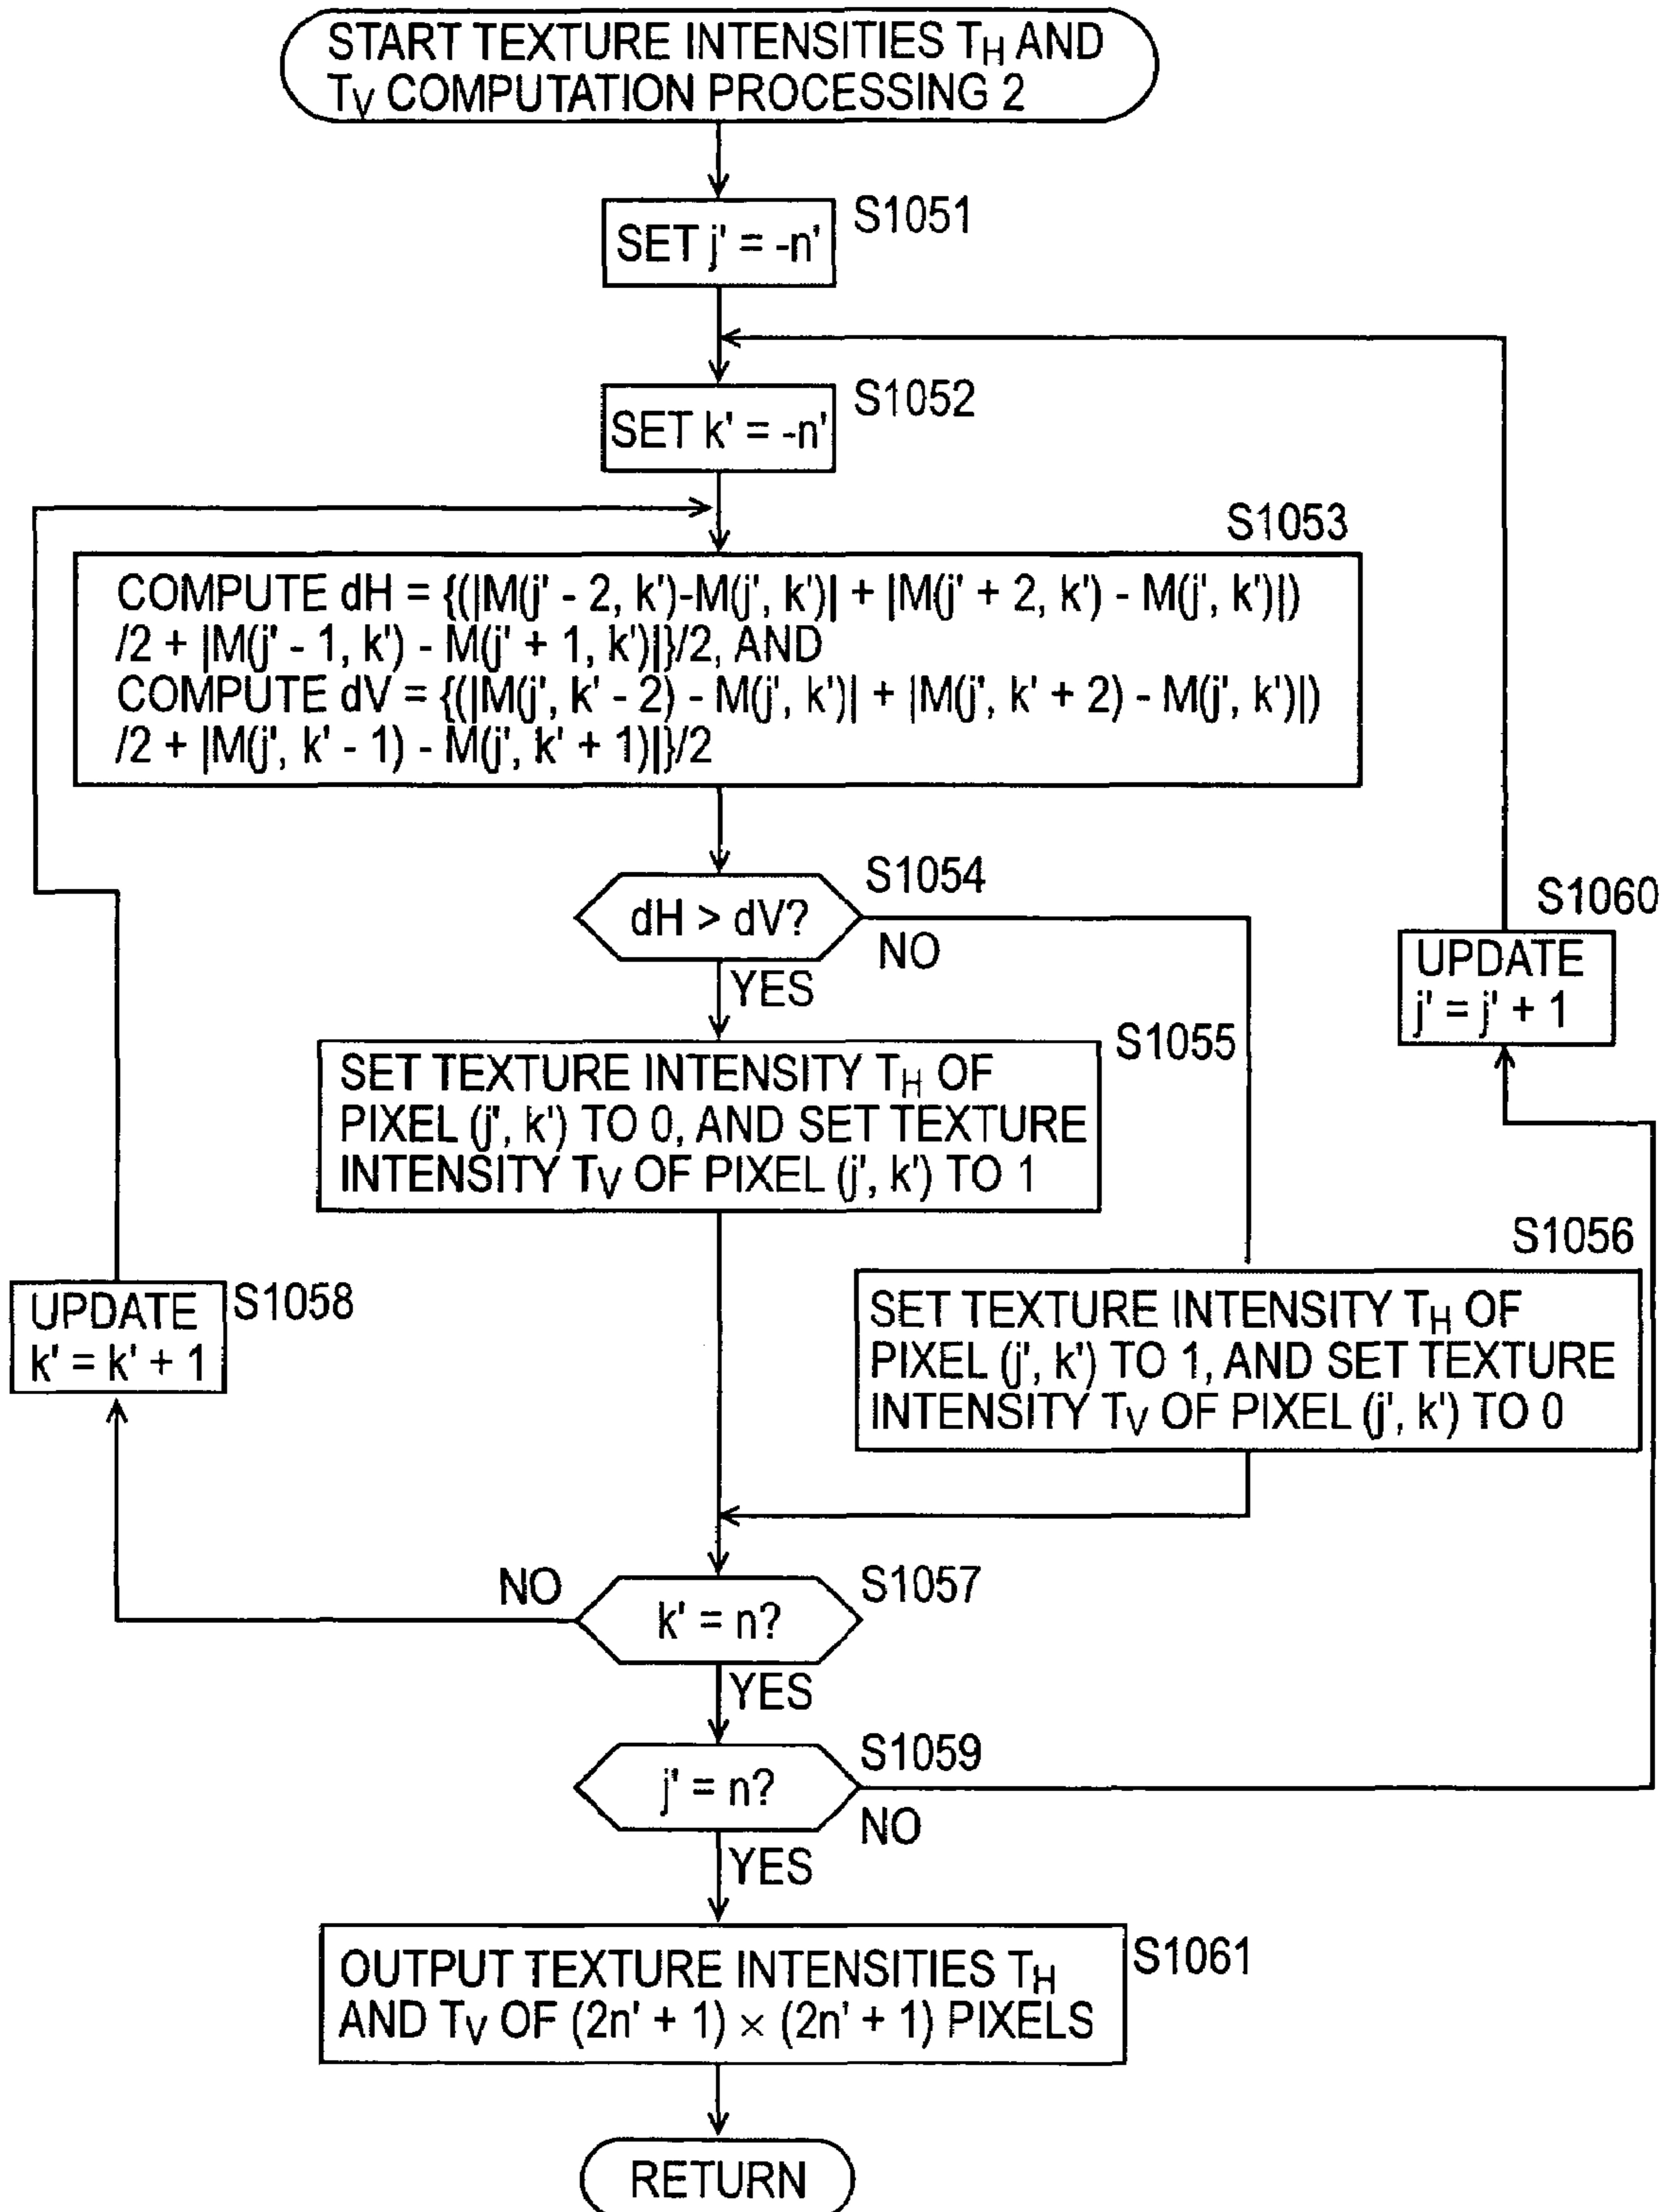 START TEXTURE INTENSITIES TH AND
TV COMPUTATION PROCESSING 2
S1051
SET j' = -n'
S1052
SET k' = -n'
S1053
COMPUTE dH = {(|M(j' - 2, k')-M(j', k')| + |M(j' + 2, k') - M(j', k')|)
/2 + |M(j' - 1, k') - M(j' + 1, k')|}/2, AND
COMPUTE dV = {(|M(j', k' - 2) - M(j', k')| + |M(j', k' + 2) - M(j', k')|)
/2 + |M(j', k' - 1) - M(j', k' + 1)|}/2
S1054
dH > dV?
NO
YES
S1060
UPDATE
j' = j' + 1
S1055
SET TEXTURE INTENSITY TH OF
PIXEL (j', k') TO 0, AND SET TEXTURE
INTENSITY TV OF PIXEL (j', k') TO 1
S1056
SET TEXTURE INTENSITY TH OF
PIXEL (j', k') TO 1, AND SET TEXTURE
INTENSITY TV OF PIXEL (j', k') TO 0
S1058
UPDATE
k' = k' + 1
NO
S1057
k' = n?
YES
S1059
j' = n?
NO
YES
S1061
OUTPUT TEXTURE INTENSITIES TH
AND TV OF (2n' + 1) × (2n' + 1) PIXELS
RETURN